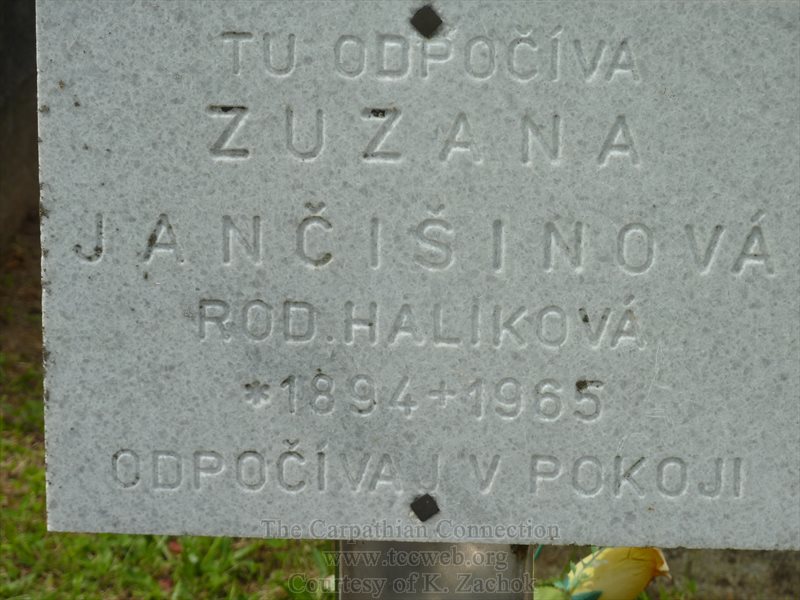 TU ODPOČÍVA
ZUZANA
JANČIŠINOVÁ
ROD. HALÍKOVÁ
*1894+1965
ODPOČÍVAJ V POKOJI
The Carpathian Connection
www.tccweb.org
Courtesy of K. Zachok